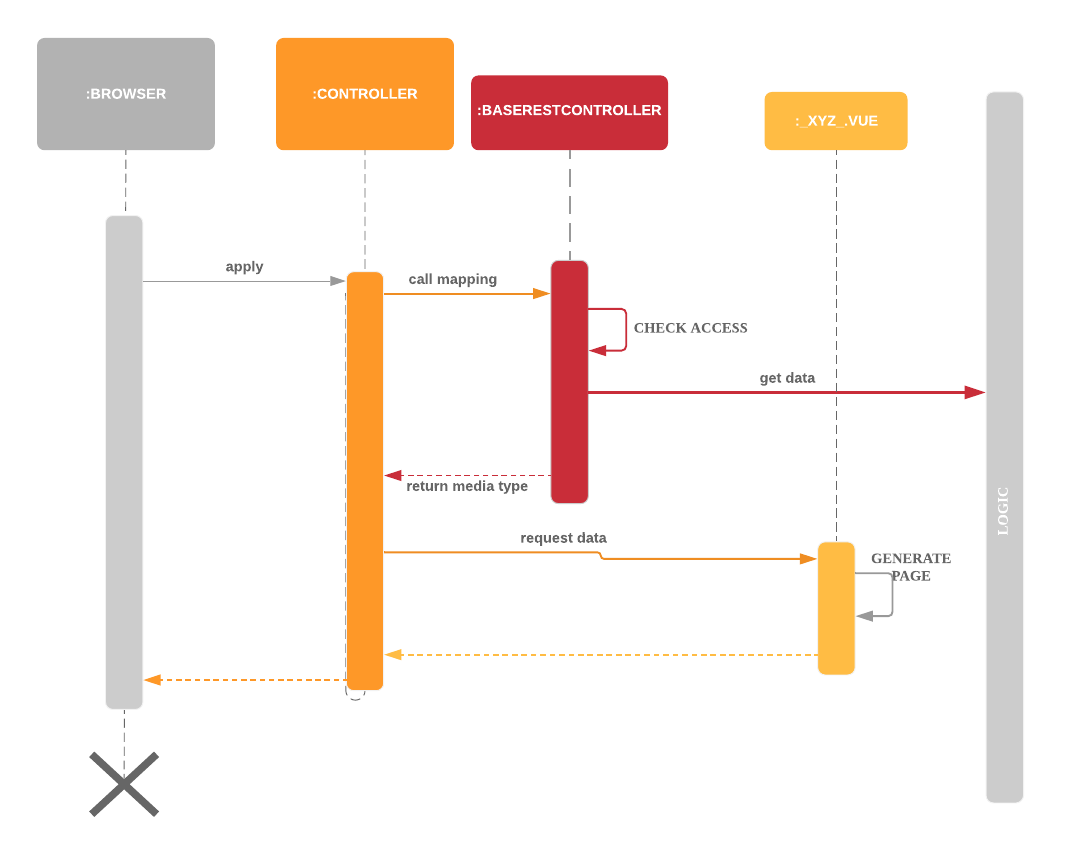 :BROWSER
:CONTROLLER
:BASERESTCONTROLLER
:_XYZ_.VUE
apply
call mapping
CHECK ACCESS
get data
return media type
LOGIC
request data
GENERATE
PAGE